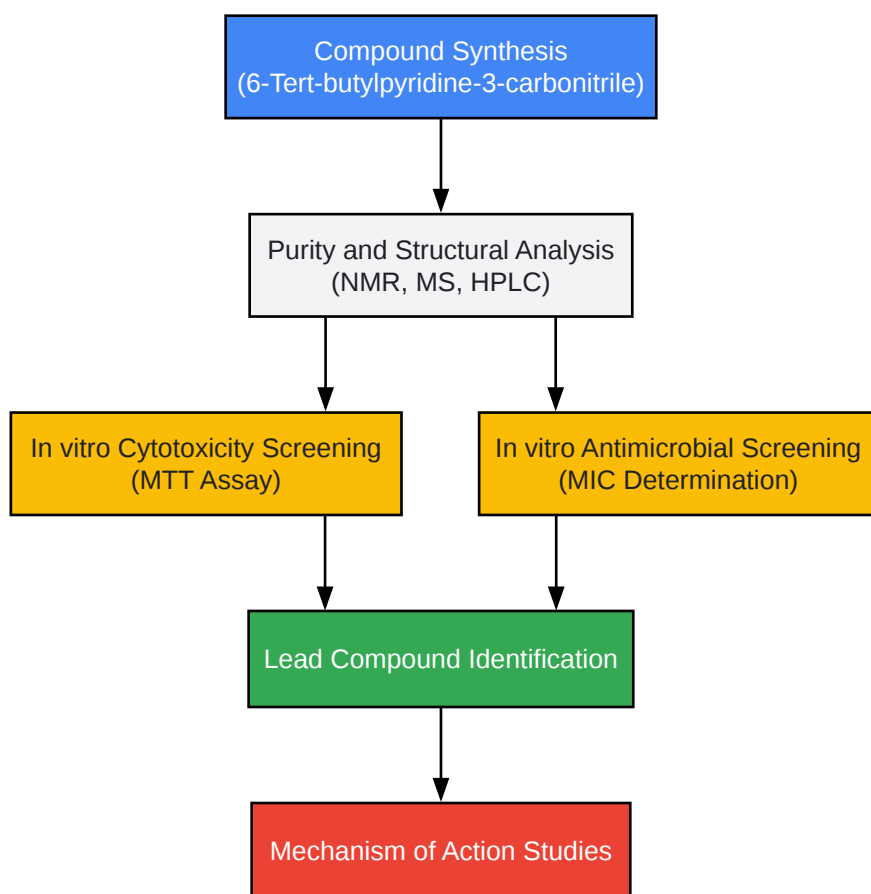 Compound Synthesis
(6-Tert-butylpyridine-3-carbonitrile)
Purity and Structural Analysis
(NMR, MS, HPLC)
In vitro Cytotoxicity Screening
(MTT Assay)
In vitro Antimicrobial Screening
(MIC Determination)
Lead Compound Identification
Mechanism of Action Studies